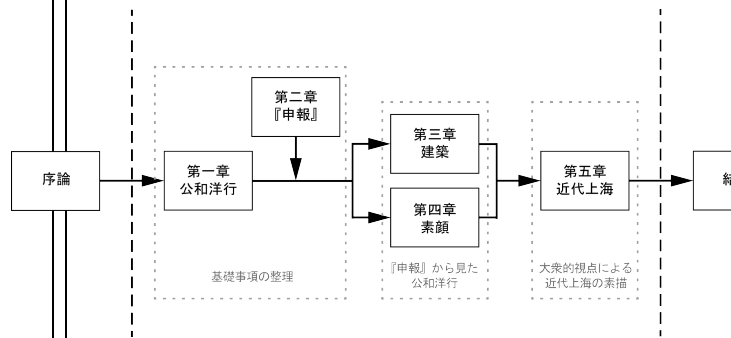 序論
第一章
公和洋行
第二章
『申報』
基礎事項の整理
第三章
建築
第四章
素顔
『申報』から見た
公和洋行
第五章
近代上海
大衆的視点による
近代上海の素描